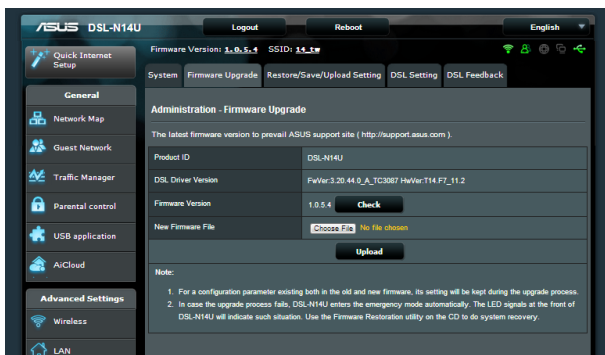 ASUS DSL-N14U
Logout
Reboot
English
Quick Internet
Setup
Firmware Version: 1.0.5.4 SSID: 14_tw
System
Firmware Upgrade
Restore/Save/Upload Setting
DSL Setting
DSL Feedback
General
Network Map
Guest Network
Traffic Manager
Parental control
USB application
AiCloud
Advanced Settings
Wireless
LAN
Administration - Firmware Upgrade
The latest firmware version to prevail ASUS support site ( http://support.asus.com ).
Product ID
DSL-N14U
DSL Driver Version
FwVer:3.20.44.0_A_TC3087 HwVer:T14.F7_11.2
Firmware Version
1.0.5.4
Check
New Firmware File
Choose File No file chosen
Upload
Note:
1. For a configuration parameter existing both in the old and new firmware, its setting will be kept during the upgrade process.
2. In case the upgrade process fails, DSL-N14U enters the emergency mode automatically. The LED signals at the front of
DSL-N14U will indicate such situation. Use the Firmware Restoration utility on the CD to do system recovery.